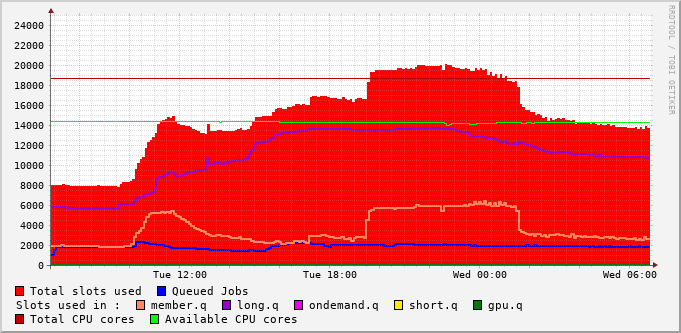 RRDTOOL / TOBI OETIKER
24000
22000
20000
18000
16000
14000
12000
10000
8000
6000
4000
2000
0
Tue 12:00 Tue 18:00 Wed 00:00 Wed 06:00
Total slots used Queued Jobs
Slots used in : member.q long.q ondemand.q short.q gpu.q
Total CPU cores Available CPU cores